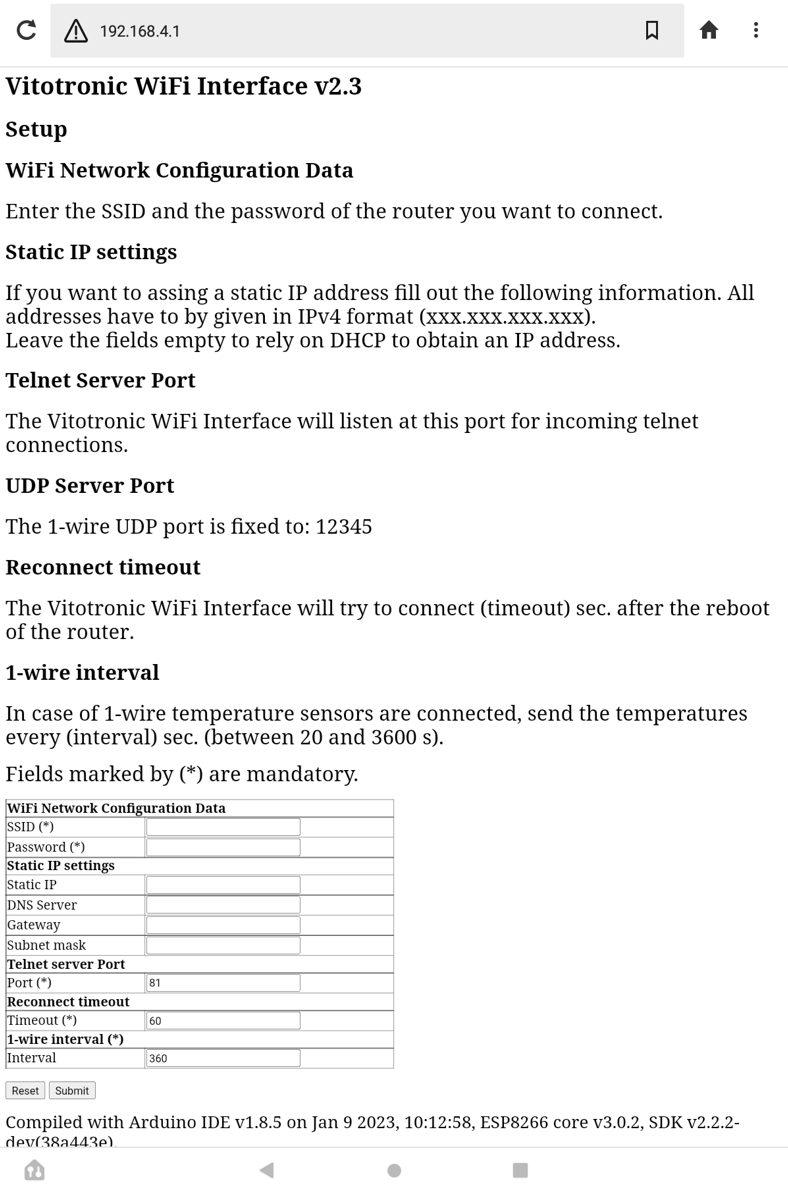 192.168.4.1
Vitotronic WiFi Interface v2.3
Setup
WiFi Network Configuration Data
Enter the SSID and the password of the router you want to connect.
Static IP settings
If you want to assing a static IP address fill out the following information. All
addresses have to by given in IPv4 format (xxx.xxx.xxx.xxx).
Leave the fields empty to rely on DHCP to obtain an IP address.
Telnet Server Port
The Vitotronic WiFi Interface will listen at this port for incoming telnet
connections.
UDP Server Port
The 1-wire UDP port is fixed to: 12345
Reconnect timeout
The Vitotronic WiFi Interface will try to connect (timeout) sec. after the reboot
of the router.
1-wire interval
In case of 1-wire temperature sensors are connected, send the temperatures
every (interval) sec. (between 20 and 3600 s).
Fields marked by (*) are mandatory.
WiFi Network Configuration Data
SSID (*)
Password (*)
Static IP settings
Static IP
DNS Server
Gateway
Subnet mask
Telnet server Port
Port (*) 81
Reconnect timeout
Timeout (*) 60
1-wire interval (*)
Interval 360
Reset Submit
Compiled with Arduino IDE v1.8.5 on Jan 9 2023, 10:12:58, ESP8266 core v3.0.2, SDK v2.2.2-
dev(38a443e)